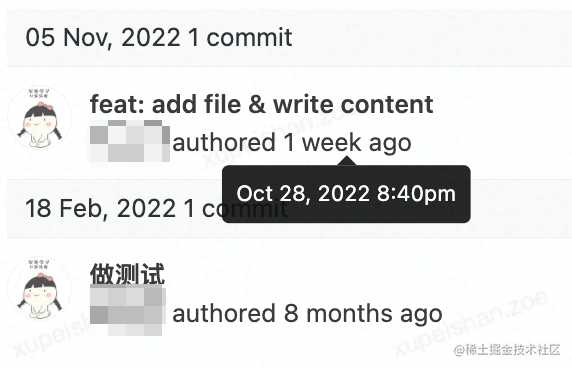 05 Nov, 2022 1 commit
feat: add file & write content
authored 1 week ago
Oct 28, 2022 8:40pm
18 Feb, 2022 1 commit
做测试
authored 8 months ago
xupeishan.zoe
xupeishan.zoe
@稀土掘金技术社区